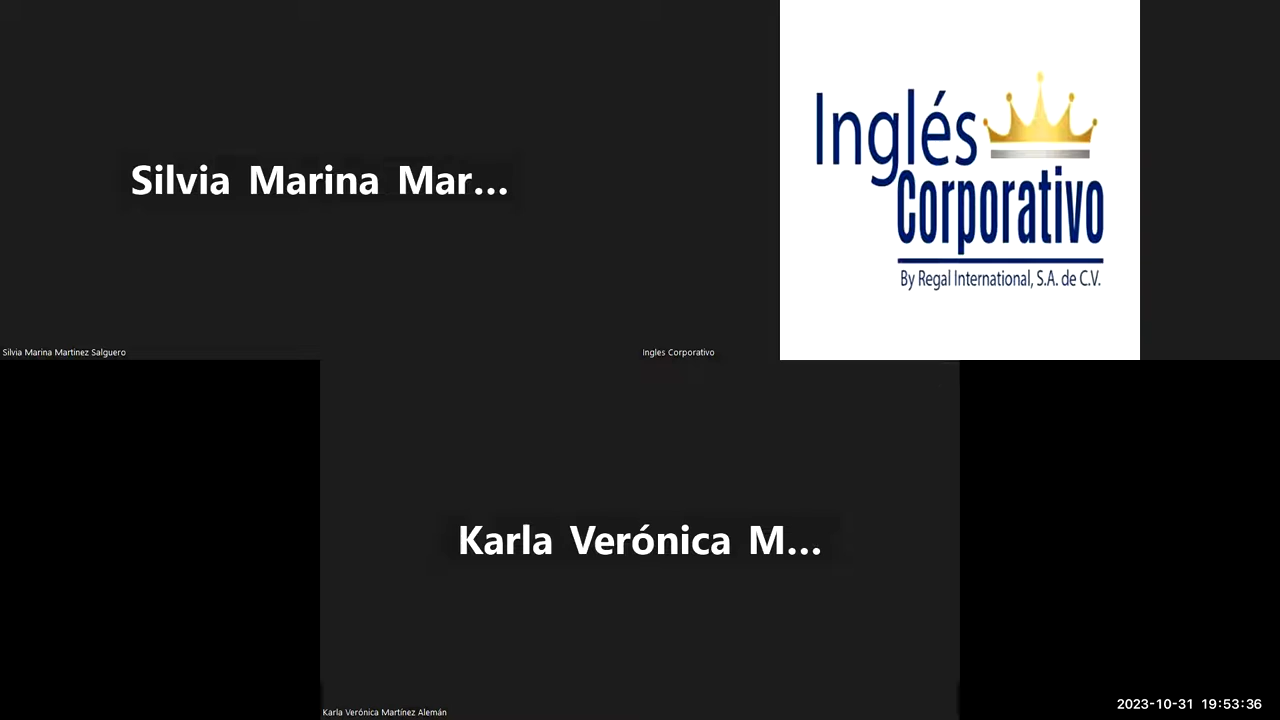 Silvia Marina Mar...
Inglés
Corporativo
By Regal International, S.A. de C.V.
Silvia Marina Martinez Salguero
Ingles Corporativo
Karla Verónica M...
Karla Verónica Martínez Alemán
2023-10-31 19:53:36